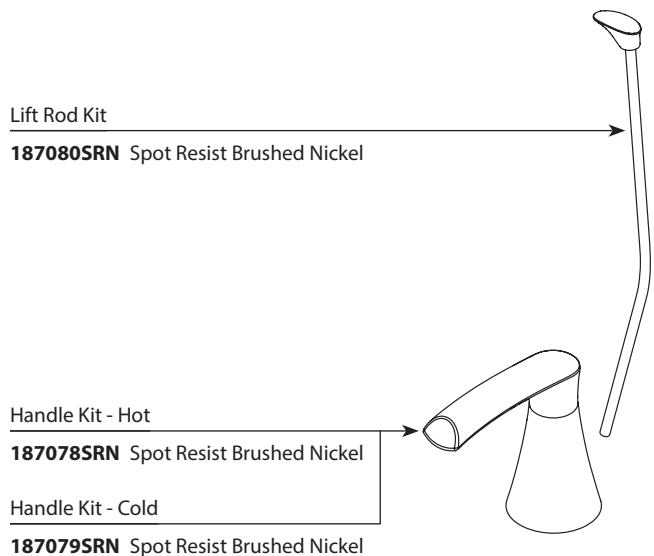 Lift Rod Kit
187080SRN Spot Resist Brushed Nickel
Handle Kit - Hot
187078SRN Spot Resist Brushed Nickel
Handle Kit - Cold
187079SRN Spot Resist Brushed Nickel